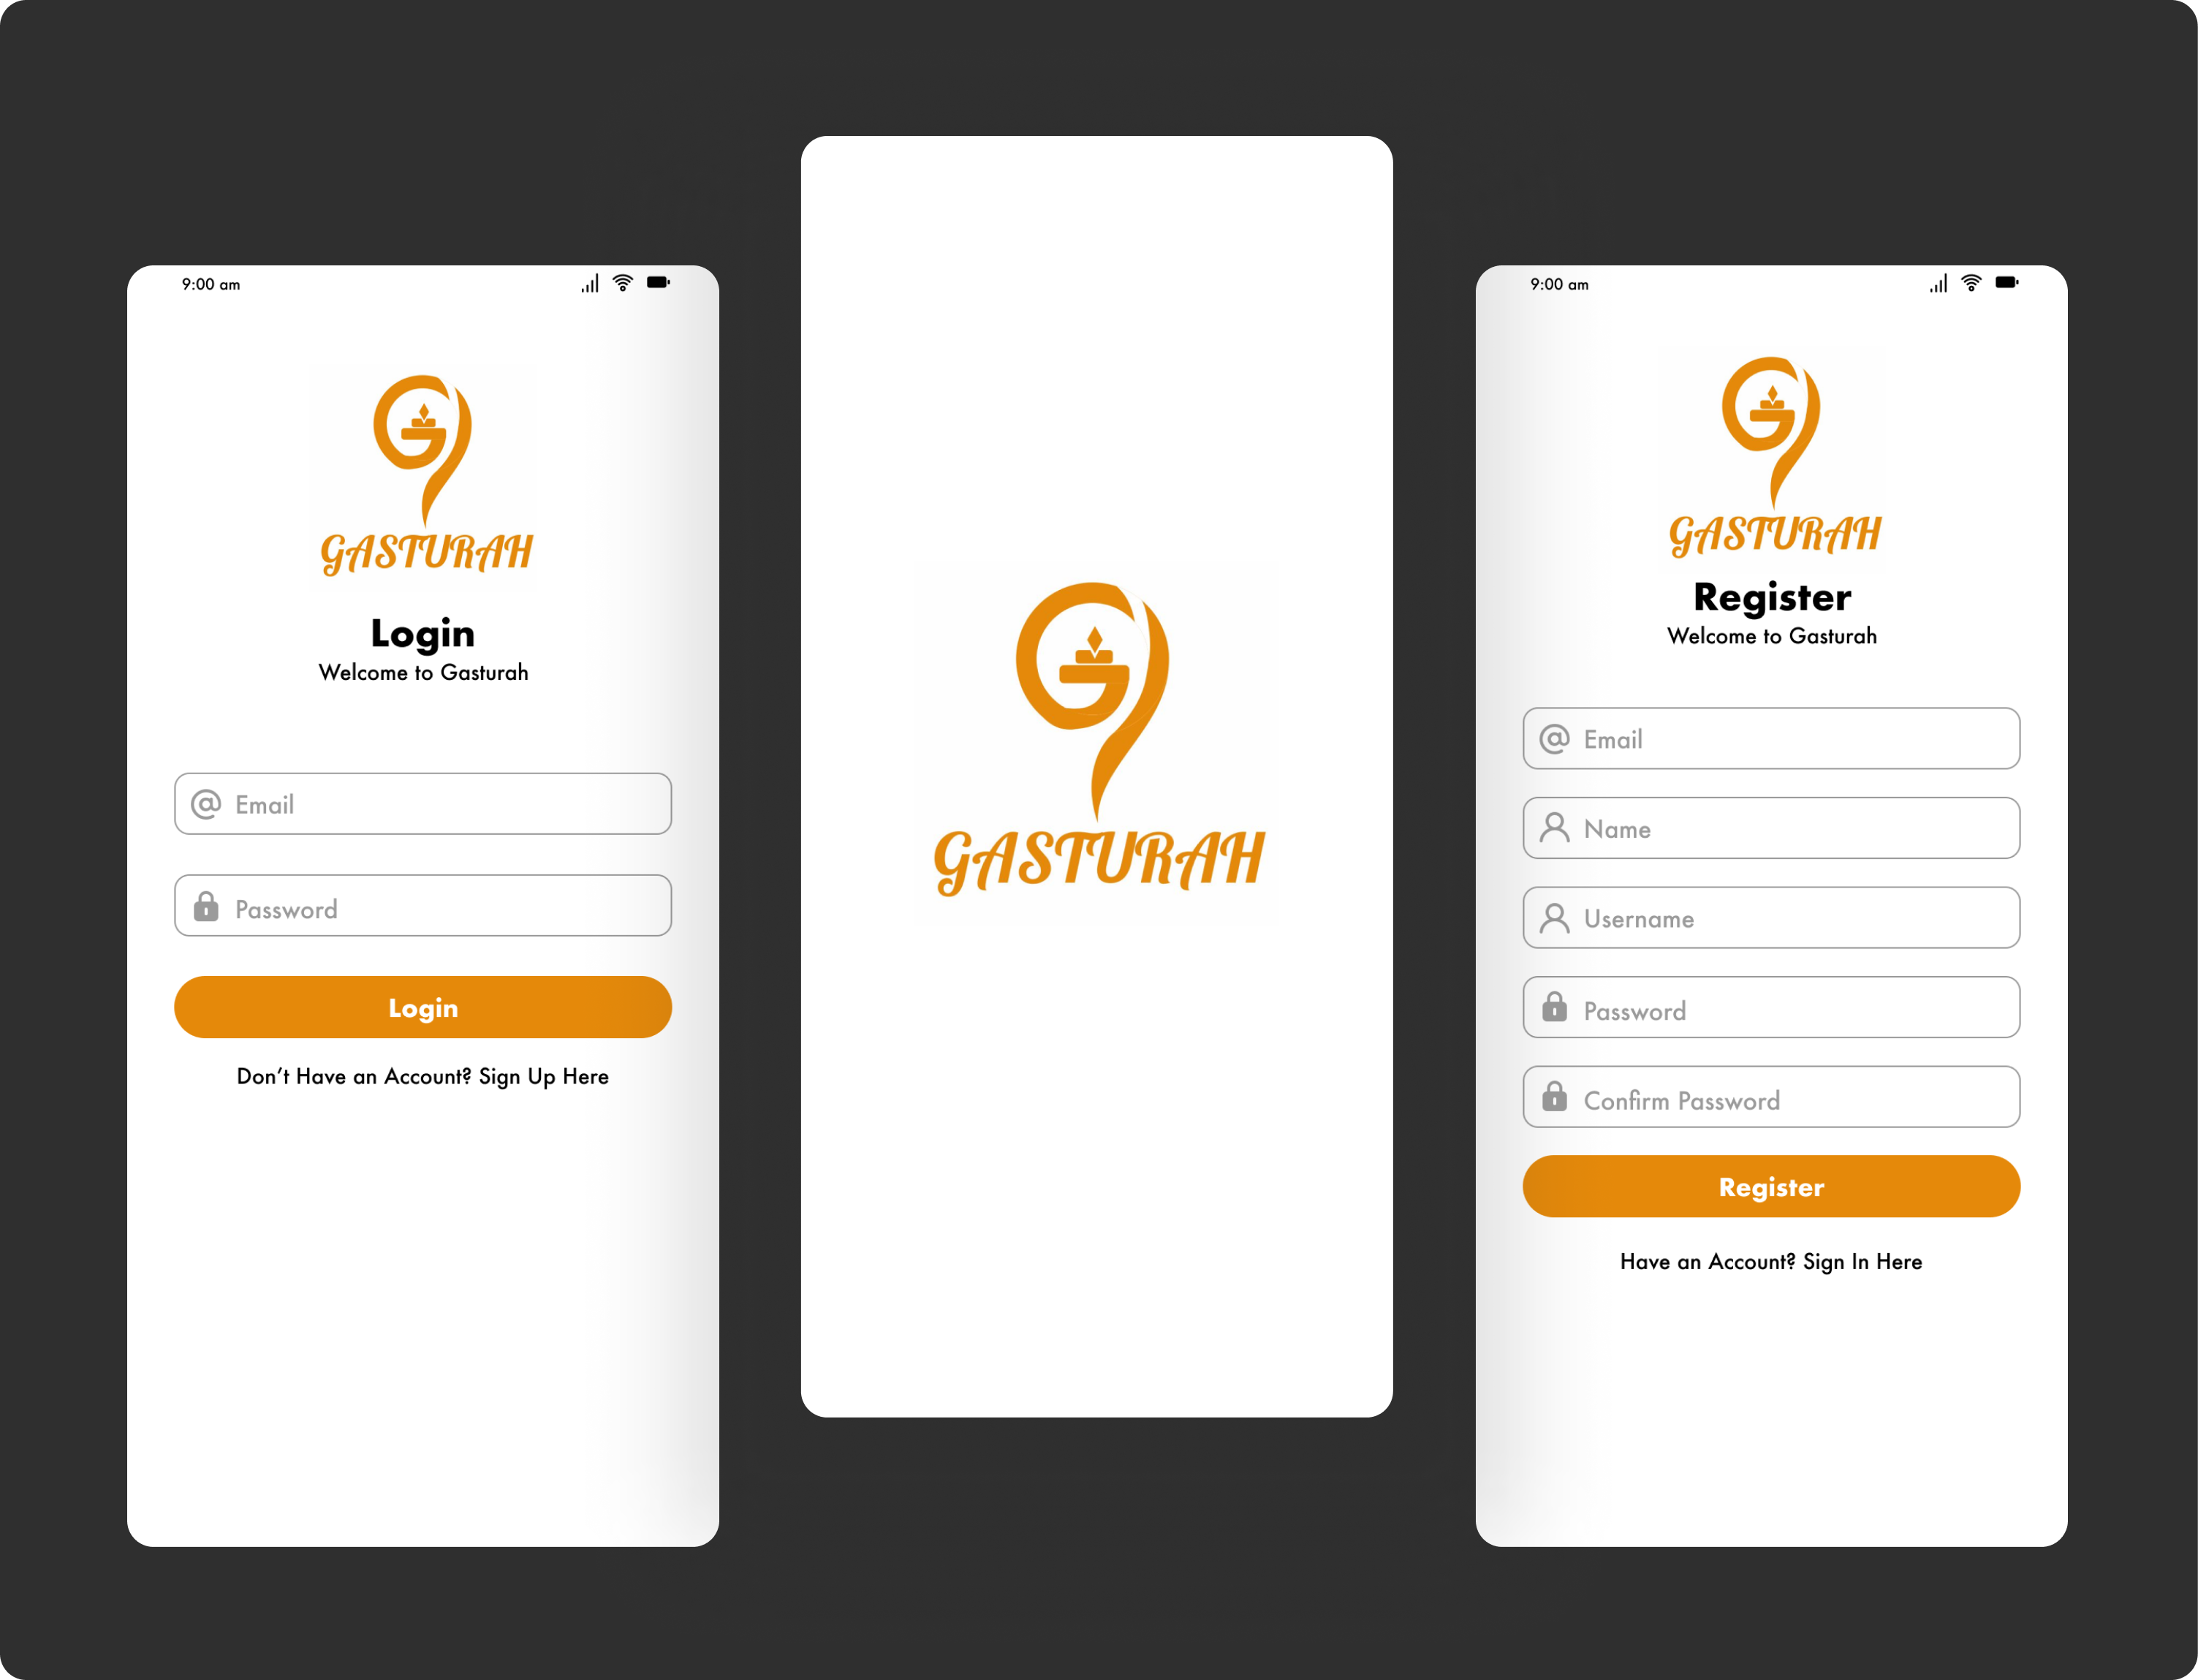 9:00 am
GASTURAH
Login
Welcome to Gasturah
@ Email
Password
Login
Don't Have an Account? Sign Up Here
GASTURAH
9:00 am
GASTURAH
Register
Welcome to Gasturah
@ Email
Name
Username
Password
Confirm Password
Register
Have an Account? Sign In Here